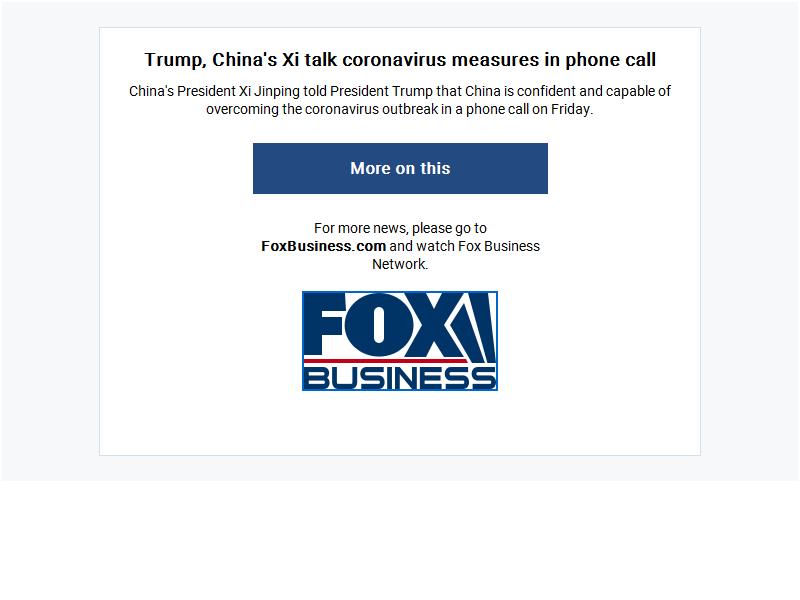 Trump, China's Xi talk coronavirus measures in phone call
China's President Xi Jinping told President Trump that China is confident and capable of
overcoming the coronavirus outbreak in a phone call on Friday.
More on this
For more news, please go to
FoxBusiness.com and watch Fox Business
Network.
FOX
BUSINESS